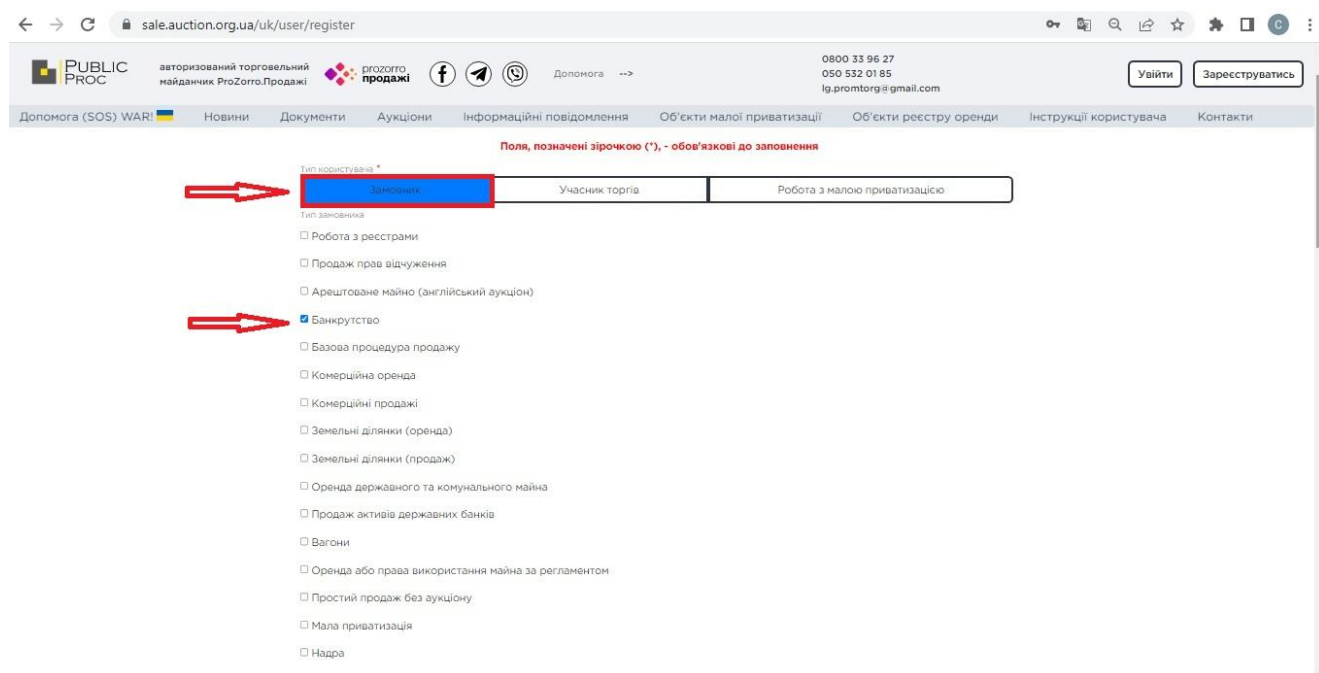 sale.auction.org.ua/uk/user/register
C
PUBLIC
PROC
авторизований торговельний
майданчик ProZorro.Продажі
prozorro
продажі
Допомога -->
0800 33 96 27
050 532 01 85
lg.promtorg@gmail.com
Увійти
Зареєструватись
Допомога (SOS) WAR! Новини Документи Аукціони Інформаційні повідомлення Об'єкти малої приватизації Об'єкти реєстру оренди Інструкції користувача Контакти
Поля, позначені зірочкою (*), - обов'язкові до заповнення
Тип користувача *
Замовник Учасник торгів Робота з малою приватизацією
Тип замовника
Робота з реєстрами
Продаж прав відчуження
Арештоване майно (англійський аукціон)
Банкрутство
Базова процедура продажу
Комерційна оренда
Комерційні продажі
Земельні ділянки (оренда)
Земельні ділянки (продаж)
Оренда державного та комунального майна
Продаж активів державних банків
Вагони
Оренда або права використання майна за регламентом
Простий продаж без аукціону
Мала приватизація
Надра